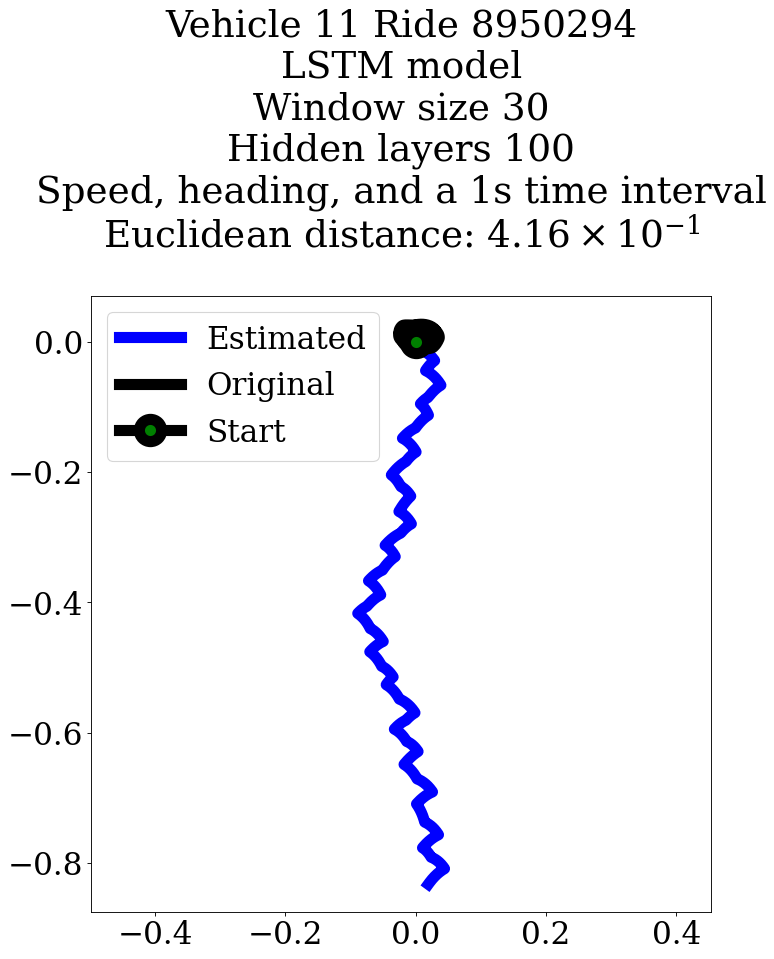 Vehicle 11 Ride 8950294
LSTM model
Window size 30
Hidden layers 100
Speed, heading, and a 1s time interval
Euclidean distance: 4.16 × 10⁻¹
Estimated
Original
Start
0.0
−0.2
−0.4
−0.6
−0.8
−0.4 −0.2 0.0 0.2 0.4